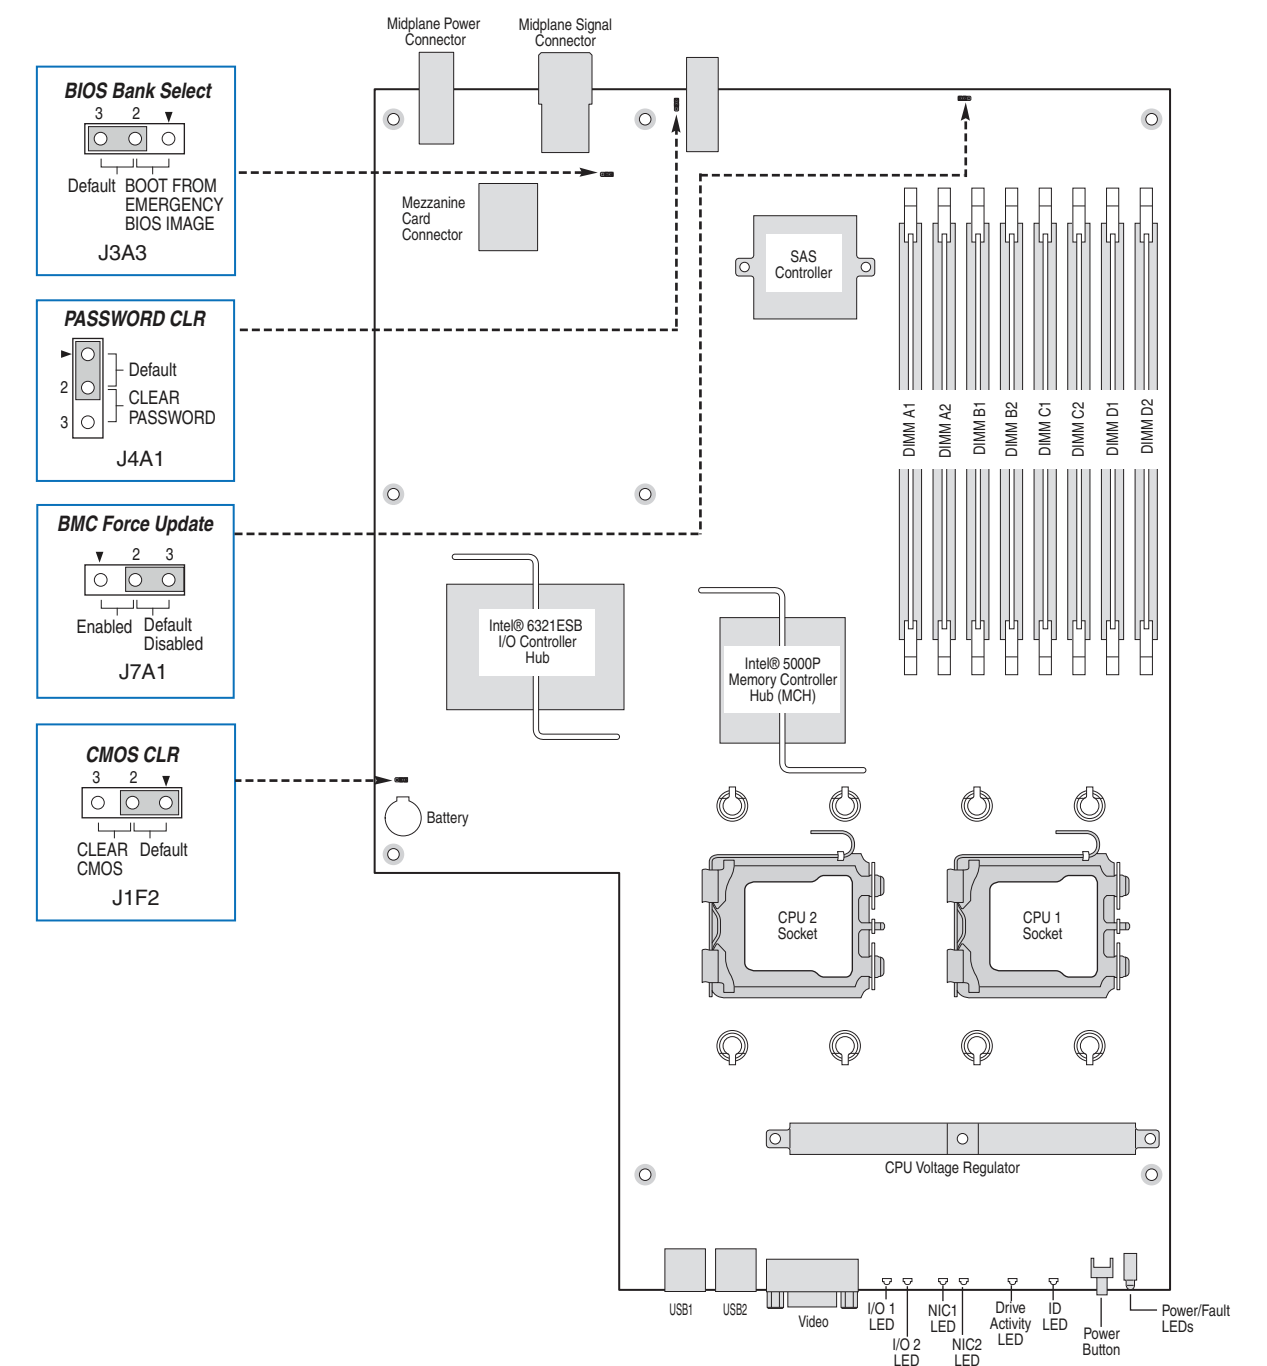 Midplane Power
Connector
Midplane Signal
Connector
BIOS Bank Select
3 2
Default
BOOT FROM
EMERGENCY
BIOS IMAGE
J3A3
PASSWORD CLR
Default
2
CLEAR
PASSWORD
3
J4A1
BMC Force Update
2 3
Enabled
Default
Disabled
J7A1
CMOS CLR
3 2
CLEAR
CMOS
Default
J1F2
Mezzanine
Card
Connector
SAS
Controller
DIMM A1
DIMM A2
DIMM B1
DIMM B2
DIMM C1
DIMM C2
DIMM D1
DIMM D2
Intel® 6321ESB
I/O Controller
Hub
Intel® 5000P
Memory Controller
Hub (MCH)
Battery
CPU 2
Socket
CPU 1
Socket
CPU Voltage Regulator
USB1
USB2
Video
I/O 1
LED
I/O 2
LED
NIC1
LED
NIC2
LED
Drive
Activity
LED
ID
LED
Power
Button
Power/Fault
LEDs